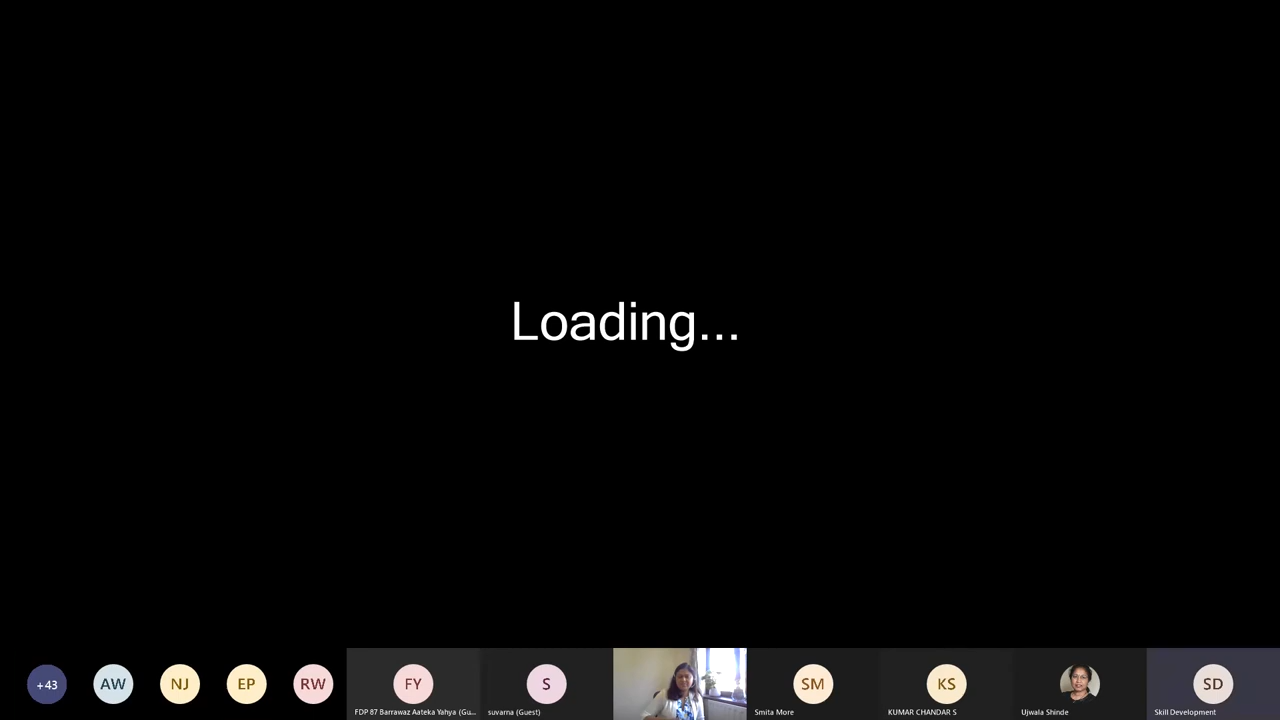 Loading...
+43
AW
NJ
EP
RW
FY
S
SM
KS
SD
FDP 87 Barrawaz Aateka Yahya (Gu...
suvarna (Guest)
Smita More
KUMAR CHANDAR S
Ujwala Shinde
Skill Development